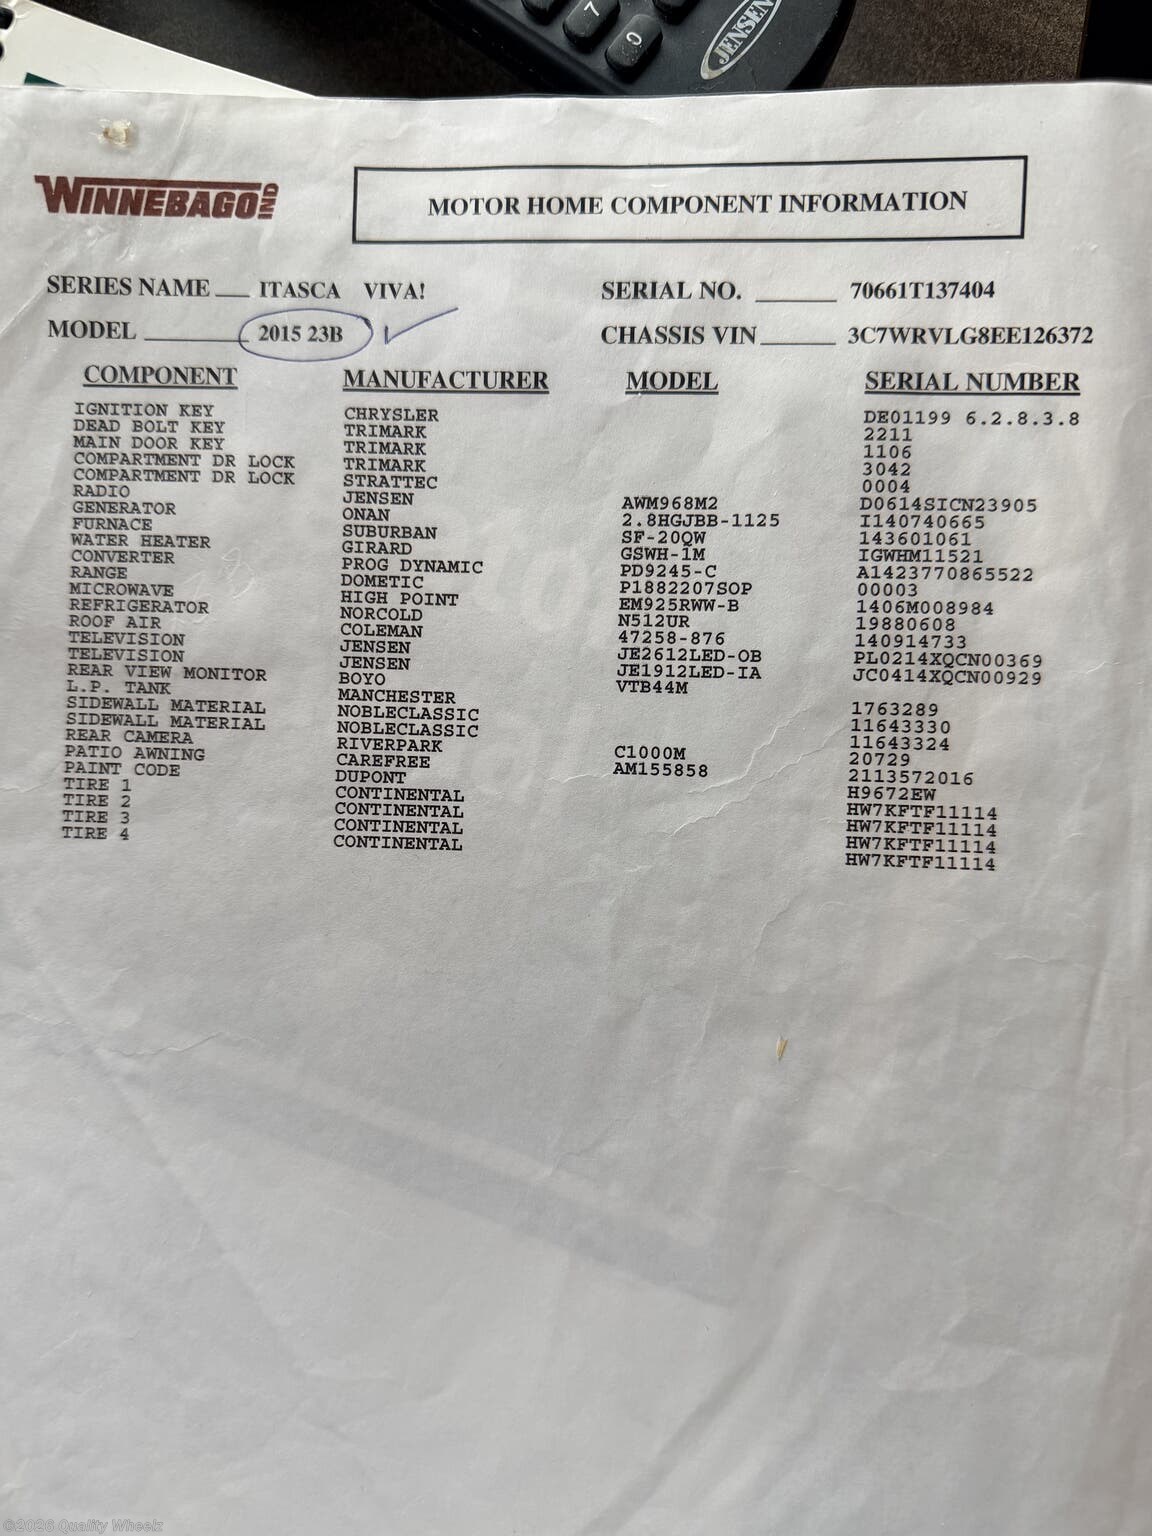 7
0
JENSEN
WINNEBAGO IND
MOTOR HOME COMPONENT INFORMATION
SERIES NAME ___ ITASCA VIVA! SERIAL NO. ______ 70661T137404
MODEL ________ 2015 23B CHASSIS VIN ______ 3C7WRVLG8EE126372
COMPONENT MANUFACTURER MODEL SERIAL NUMBER
IGNITION KEY CHRYSLER DE01199 6.2.8.3.8
DEAD BOLT KEY TRIMARK 2211
MAIN DOOR KEY TRIMARK 1106
COMPARTMENT DR LOCK TRIMARK 3042
COMPARTMENT DR LOCK STRATTEC 0004
RADIO JENSEN AWM968M2 D0614SICN23905
GENERATOR ONAN 2.8HGJBB-1125 I140740665
FURNACE SUBURBAN SF-20QW 143601061
WATER HEATER GIRARD GSWH-1M IGWHM11521
CONVERTER PROG DYNAMIC PD9245-C A1423770865522
RANGE DOMETIC P1882207SOP 00003
MICROWAVE HIGH POINT EM925RWW-B 1406M008984
REFRIGERATOR NORCOLD N512UR 19880608
ROOF AIR COLEMAN 47258-876 140914733
TELEVISION JENSEN JE2612LED-OB PL0214XQCN00369
TELEVISION JENSEN JE1912LED-IA JC0414XQCN00929
REAR VIEW MONITOR BOYO VTB44M
L.P. TANK MANCHESTER 1763289
SIDEWALL MATERIAL NOBLECLASSIC 11643330
SIDEWALL MATERIAL NOBLECLASSIC 11643324
REAR CAMERA RIVERPARK C1000M 20729
PATIO AWNING CAREFREE AM155858 2113572016
PAINT CODE DUPONT H9672EW
TIRE 1 CONTINENTAL HW7KFTF11114
TIRE 2 CONTINENTAL HW7KFTF11114
TIRE 3 CONTINENTAL HW7KFTF11114
TIRE 4 CONTINENTAL HW7KFTF11114
©2026 Quality Wheelz